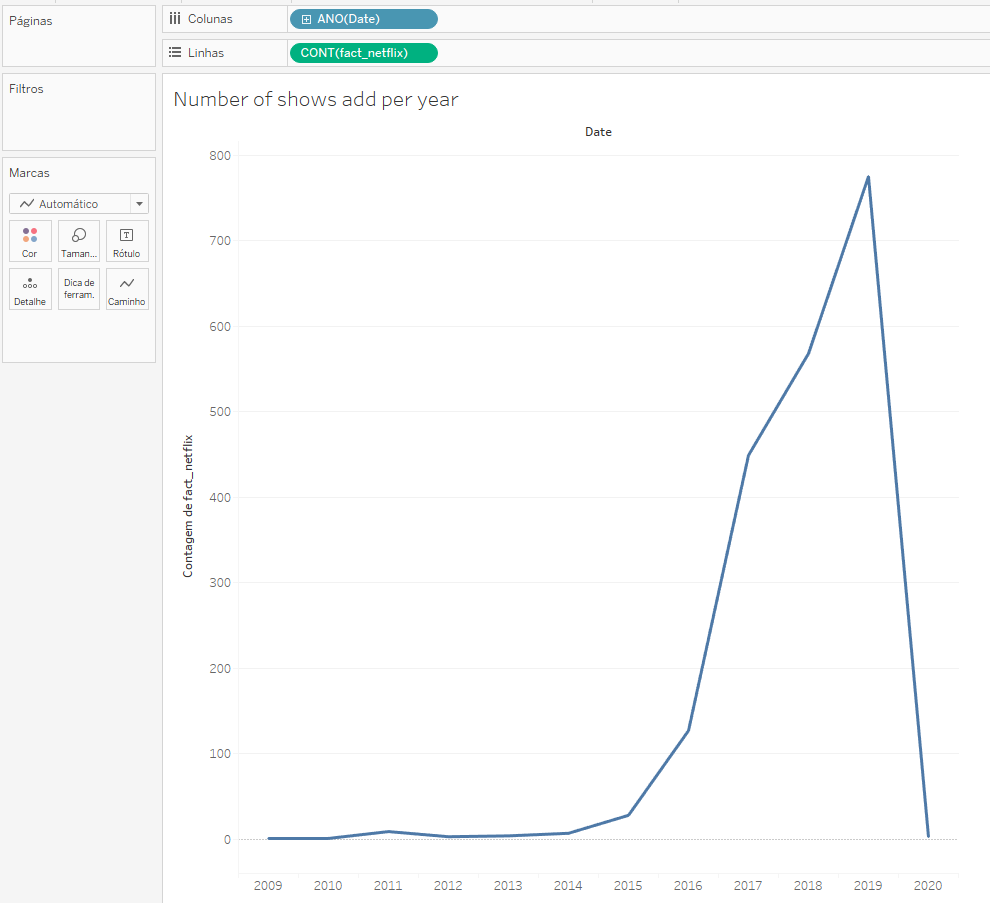 Páginas
Colunas
ANO(Date)
Linhas
CONT(fact_netflix)
Filtros
Marcas
Automático
Cor
Taman...
Rótulo
Detalhe
Dica de
ferram.
Caminho
Number of shows add per year
Date
800
700
600
500
400
300
200
100
0
Contagem de fact_netflix
2009 2010 2011 2012 2013 2014 2015 2016 2017 2018 2019 2020